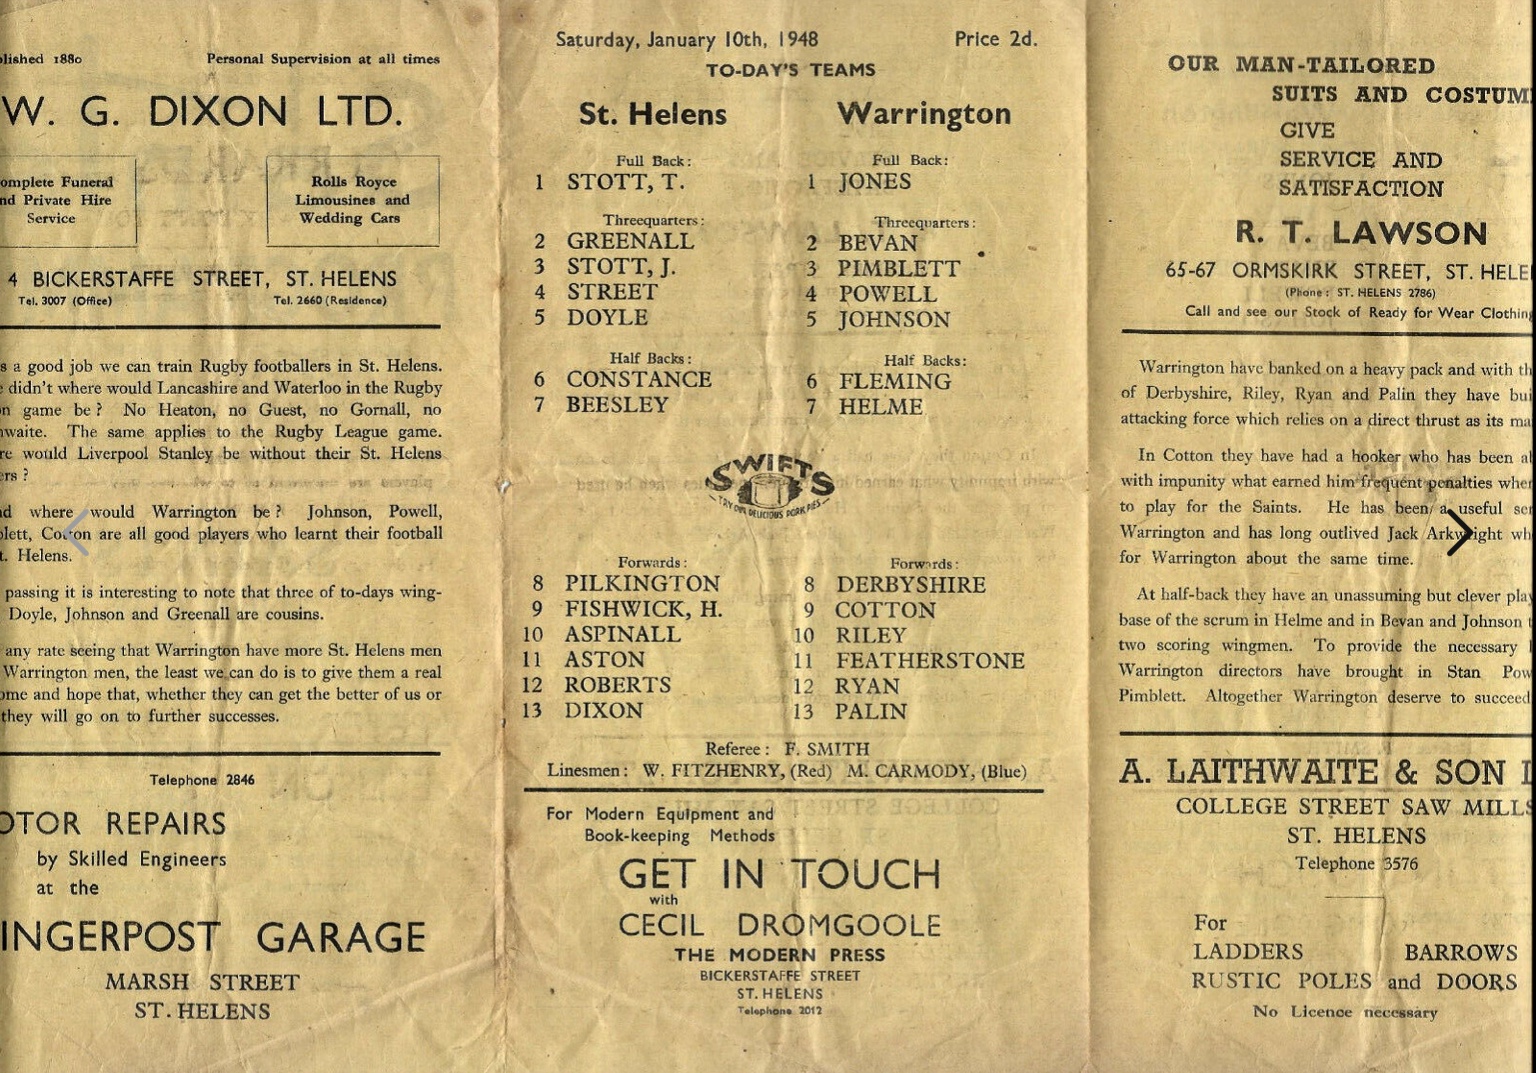 lished 1880 Personal Supervision at all times
W. G. DIXON LTD.
omplete Funeral
nd Private Hire
Service
Rolls Royce
Limousines and
Wedding Cars
4 BICKERSTAFFE STREET, ST. HELENS
Tel. 3007 (Office) Tel. 2660 (Residence)
s a good job we can train Rugby footballers in St. Helens.
didn't where would Lancashire and Waterloo in the Rugby
n game be? No Heaton, no Guest, no Gornall, no
hwaite. The same applies to the Rugby League game.
re would Liverpool Stanley be without their St. Helens
ers?
d where would Warrington be? Johnson, Powell,
blett, Cotton are all good players who learnt their football
t. Helens.
passing it is interesting to note that three of to-days wing-
Doyle, Johnson and Greenall are cousins.
any rate seeing that Warrington have more St. Helens men
Warrington men, the least we can do is to give them a real
ome and hope that, whether they can get the better of us or
they will go on to further successes.
Telephone 2846
OTOR REPAIRS
by Skilled Engineers
at the
INGERPOST GARAGE
MARSH STREET
ST. HELENS
Saturday, January 10th, 1948 Price 2d.
TO-DAY'S TEAMS
St. Helens Warrington
Full Back: Full Back:
1 STOTT, T. 1 JONES
Threequarters: Threequarters:
2 GREENALL 2 BEVAN
3 STOTT, J. 3 PIMBLETT
4 STREET 4 POWELL
5 DOYLE 5 JOHNSON
Half Backs: Half Backs:
6 CONSTANCE 6 FLEMING
7 BEESLEY 7 HELME
SWIFTS
TRY OUR DELICIOUS PORK PIES
Forwards: Forwards:
8 PILKINGTON 8 DERBYSHIRE
9 FISHWICK, H. 9 COTTON
10 ASPINALL 10 RILEY
11 ASTON 11 FEATHERSTONE
12 ROBERTS 12 RYAN
13 DIXON 13 PALIN
Referee: F. SMITH
Linesmen: W. FITZHENRY, (Red) M. CARMODY, (Blue)
For Modern Equipment and
Book-keeping Methods
GET IN TOUCH
with
CECIL DROMGOOLE
THE MODERN PRESS
BICKERSTAFFE STREET
ST. HELENS
Telephone 2012
OUR MAN-TAILORED
SUITS AND COSTUM
GIVE
SERVICE AND
SATISFACTION
R. T. LAWSON
65-67 ORMSKIRK STREET, ST. HELE
(Phone: ST. HELENS 2786)
Call and see our Stock of Ready for Wear Clothing
Warrington have banked on a heavy pack and with th
of Derbyshire, Riley, Ryan and Palin they have bui
attacking force which relies on a direct thrust as its ma
In Cotton they have had a hooker who has been al
with impunity what earned him frequent penalties when
to play for the Saints. He has been a useful ser
Warrington and has long outlived Jack Arkwright wh
for Warrington about the same time.
At half-back they have an unassuming but clever play
base of the scrum in Helme and in Bevan and Johnson t
two scoring wingmen. To provide the necessary
Warrington directors have brought in Stan Pow
Pimblett. Altogether Warrington deserve to succeed
A. LAITHWAITE & SON
COLLEGE STREET SAW MILLS
ST. HELENS
Telephone 3576
For
LADDERS BARROWS
RUSTIC POLES and DOORS
No Licence necessary